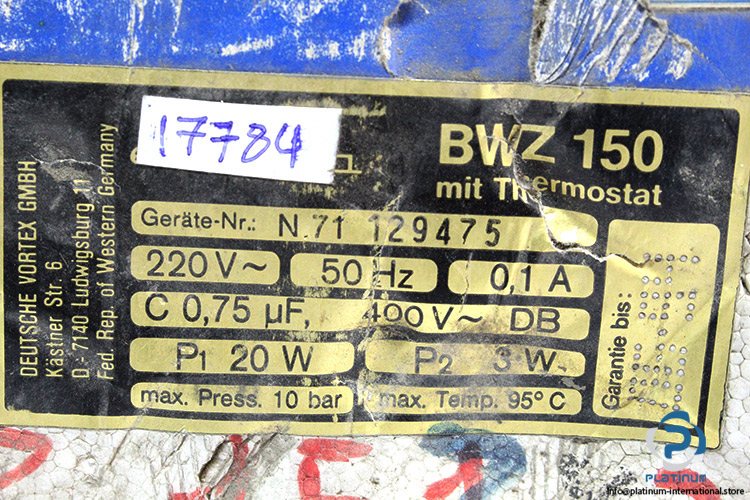 17784
BWZ 150
mit Thermostat
DEUTSCHE VORTEX GMBH
Kästner Str. 6
D - 7140 Ludwigsburg 11
Fed. Rep. of Western Germany
Geräte-Nr.: N.71 129475
220 V~ 50 Hz 0,1 A
C 0,75 µF, 400 V~ DB
P1 20 W P2 3 W
max. Press. 10 bar max. Temp. 95° C
Garantie bis:
PLATINUM
platinum-international.store